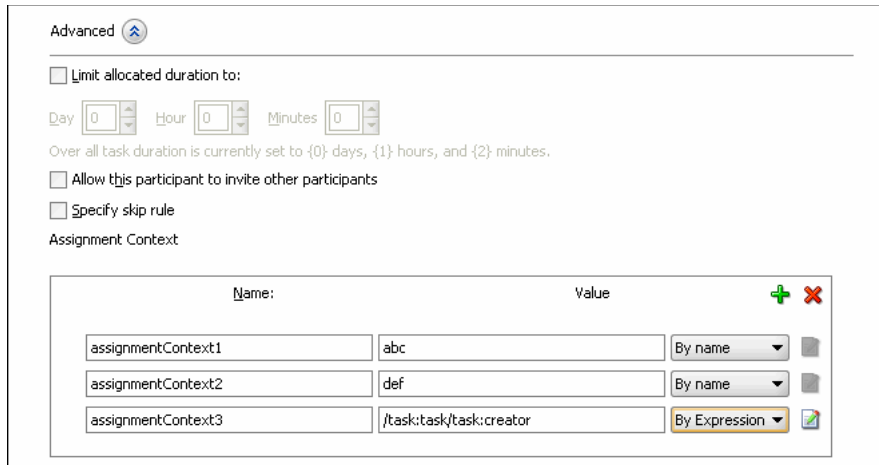 Advanced
Limit allocated duration to:
Day 0 Hour 0 Minutes 0
Over all task duration is currently set to {0} days, {1} hours, and {2} minutes.
Allow this participant to invite other participants
Specify skip rule
Assignment Context
Name: Value
assignmentContext1 abc By name
assignmentContext2 def By name
assignmentContext3 /task:task/task:creator By Expression